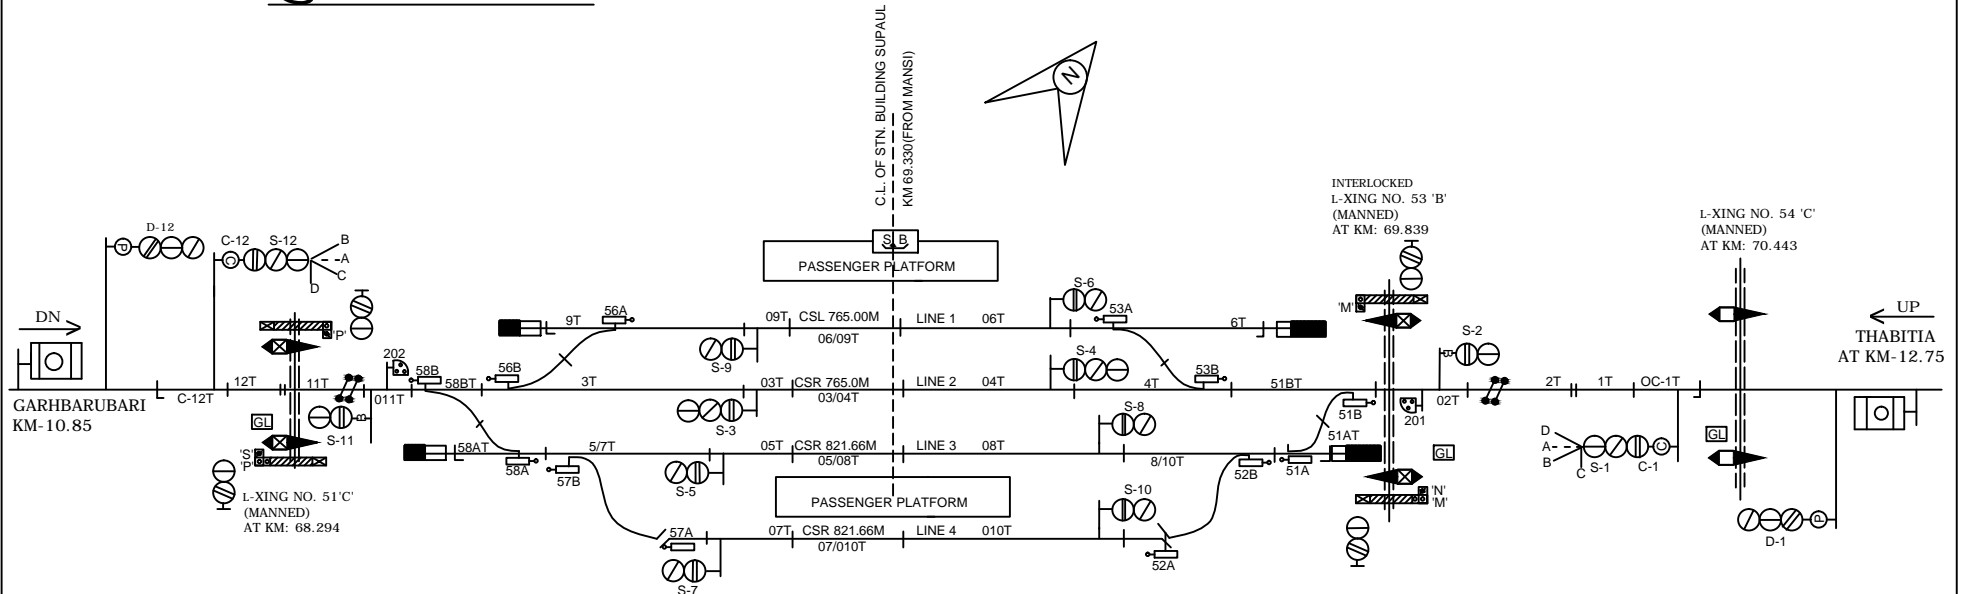 C.L. OF STN. BUILDING SUPAUL
KM 69.330(FROM MANSI)
N
INTERLOCKED
L-XING NO. 53 'B'
(MANNED)
AT KM: 69.839
L-XING NO. 54 'C'
(MANNED)
AT KM: 70.443
D-12
P
C-12
S-12
C
B
A
C
D
S B
PASSENGER PLATFORM
DN
UP
THABITIA
AT KM-12.75
GARHBARUBARI
KM-10.85
'P'
'M'
S-6
S-2
56A
53A
9T
09T
CSL 765.00M
LINE 1
06T
6T
06/09T
S-9
S-4
202
58B
56B
53B
12T
11T
58BT
3T
03T
CSR 765.0M
LINE 2
04T
4T
51BT
2T
1T
OC-1T
C-12T
011T
03/04T
02T
201
51B
GL
S-11
S-3
S-8
51AT
GL
GL
'S'
'P'
58AT
58A
57B
5/7T
05T
CSR 821.66M
LINE 3
08T
05/08T
8/10T
52B
51A
S-5
D
A
B
C
S-1
C-1
C
L-XING NO. 51'C'
(MANNED)
AT KM: 68.294
PASSENGER PLATFORM
S-10
'N'
'M'
57A
07T
CSR 821.66M
LINE 4
010T
07/010T
52A
S-7
D-1
P